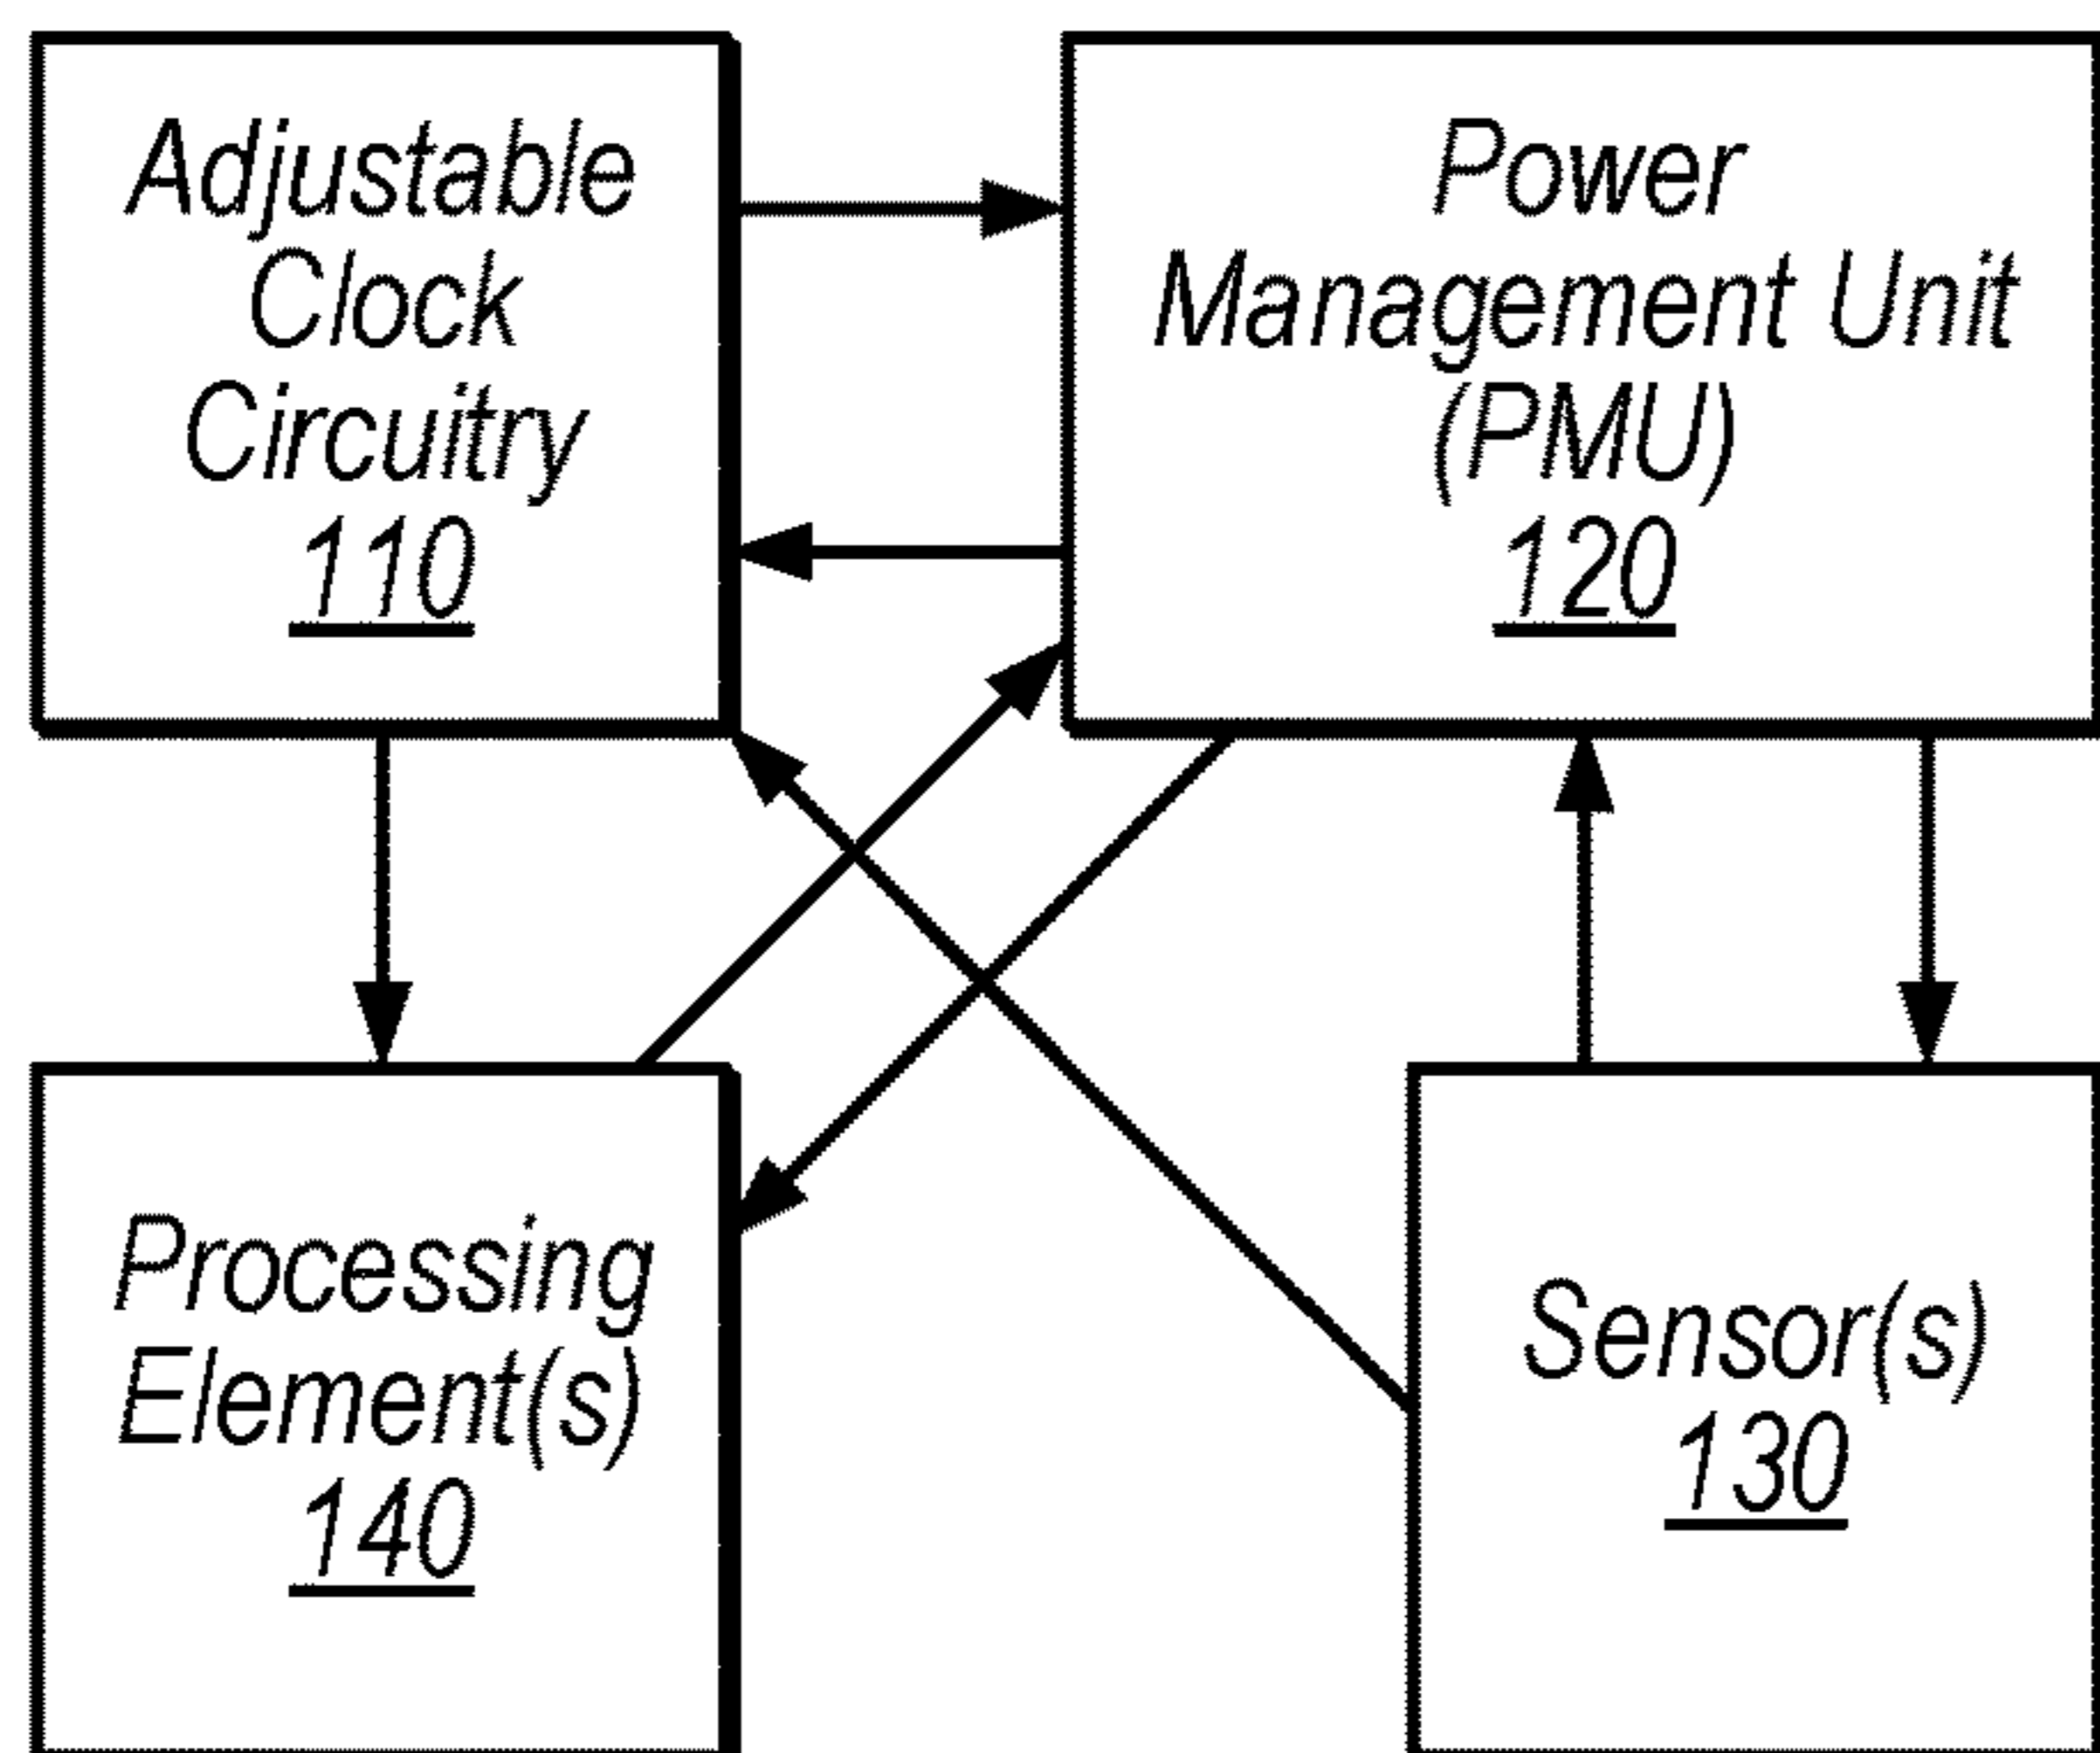 Adjustable
Clock
Circuitry
110
Power
Management Unit
(PMU)
120
Processing
Element(s)
140
Sensor(s)
130